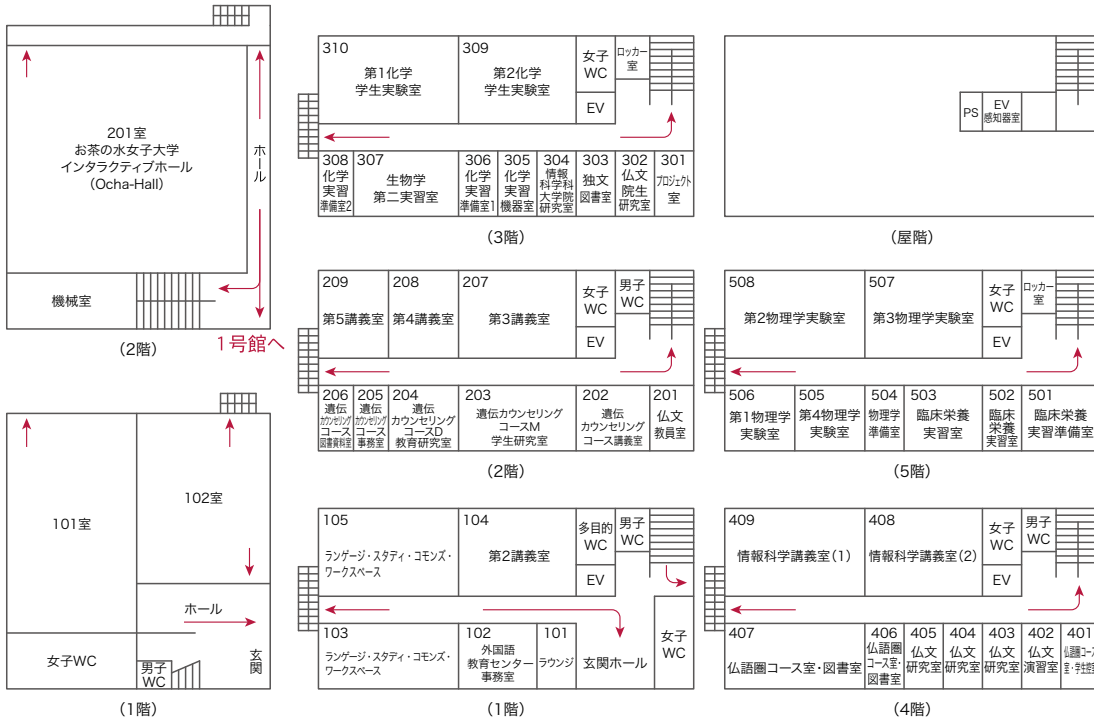 201室
お茶の水女子大学
インタラクティブホール
(Ocha-Hall)
ホール
機械室
(2階)
1号館へ
101室
102室
ホール
女子WC
男子
WC
玄関
(1階)
310
第1化学
学生実験室
309
第2化学
学生実験室
女子
WC
ロッカー
室
EV
308
化学
実習
準備室2
307
生物学
第二実習室
306
化学
実習
準備室1
305
化学
実習
機器室
304
情報
科学科
大学院
研究室
303
独文
図書室
302
仏文
院生
研究室
301
プロジェクト
室
(3階)
209
第5講義室
208
第4講義室
207
第3講義室
女子
WC
男子
WC
EV
206
遺伝
カウンセリング
コース
図書資料室
205
遺伝
カウンセリング
コース
事務室
204
遺伝
カウンセリング
コースD
教育研究室
203
遺伝カウンセリング
コースM
学生研究室
202
遺伝
カウンセリング
コース講義室
201
仏文
教員室
(2階)
105
ランゲージ・スタディ・コモンズ・
ワークスペース
104
第2講義室
多目的
WC
男子
WC
EV
103
ランゲージ・スタディ・コモンズ・
ワークスペース
102
外国語
教育センター
事務室
101
ラウンジ
玄関ホール
女子
WC
(1階)
PS
EV
感知器室
(屋階)
508
第2物理学実験室
507
第3物理学実験室
女子
WC
ロッカー
室
EV
506
第1物理学
実験室
505
第4物理学
実験室
504
物理学
準備室
503
臨床栄養
実習室
502
臨床
栄養
実習室
501
臨床栄養
実習準備室
(5階)
409
情報科学講義室(1)
408
情報科学講義室(2)
女子
WC
男子
WC
EV
407
仏語圏コース室・図書室
406
仏語圏
コース室・
図書室
405
仏文
研究室
404
仏文
研究室
403
仏文
研究室
402
仏文
演習室
401
仏語圏コース
(4階)